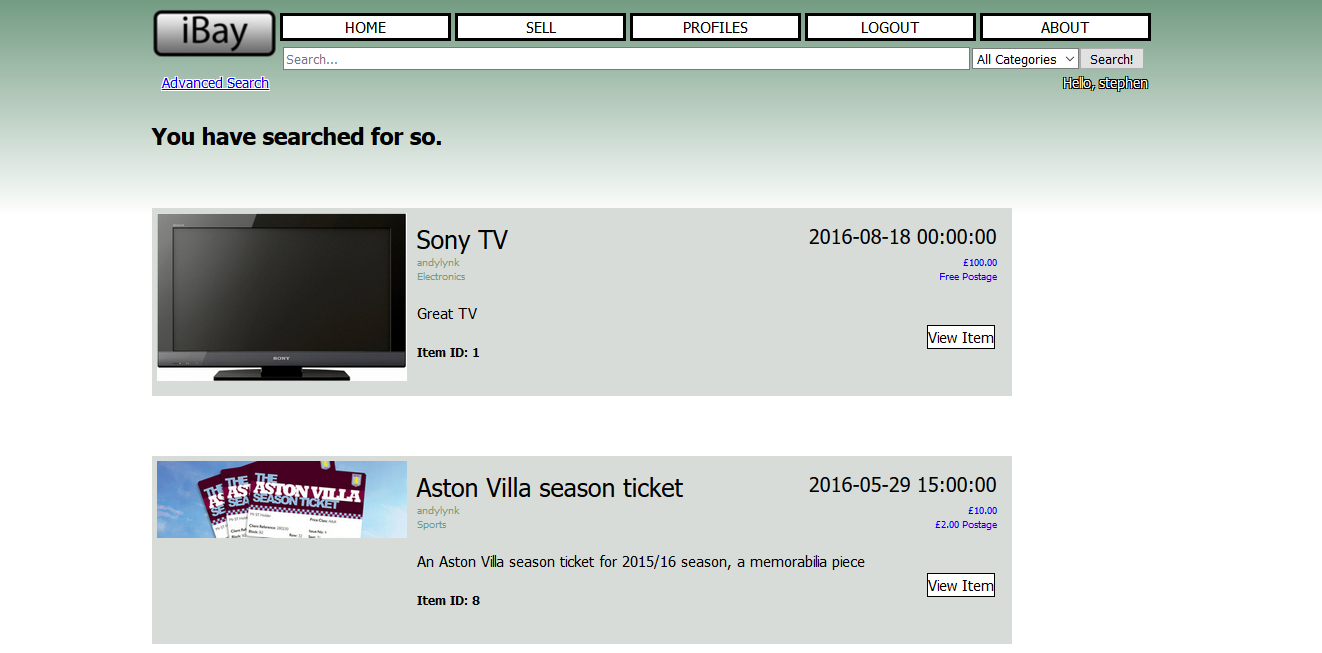 iBay
HOME SELL PROFILES LOGOUT ABOUT
Search... All Categories Search!
Advanced Search Hello, stephen
You have searched for so.
Sony TV 2016-08-18 00:00:00
andylynk £100.00
Electronics Free Postage
Great TV
View Item
Item ID: 1
SONY
THE
ASTON VILLA
SEASON TICKET
Aston Villa season ticket 2016-05-29 15:00:00
andylynk £10.00
Sports £2.00 Postage
An Aston Villa season ticket for 2015/16 season, a memorabilia piece
View Item
Item ID: 8